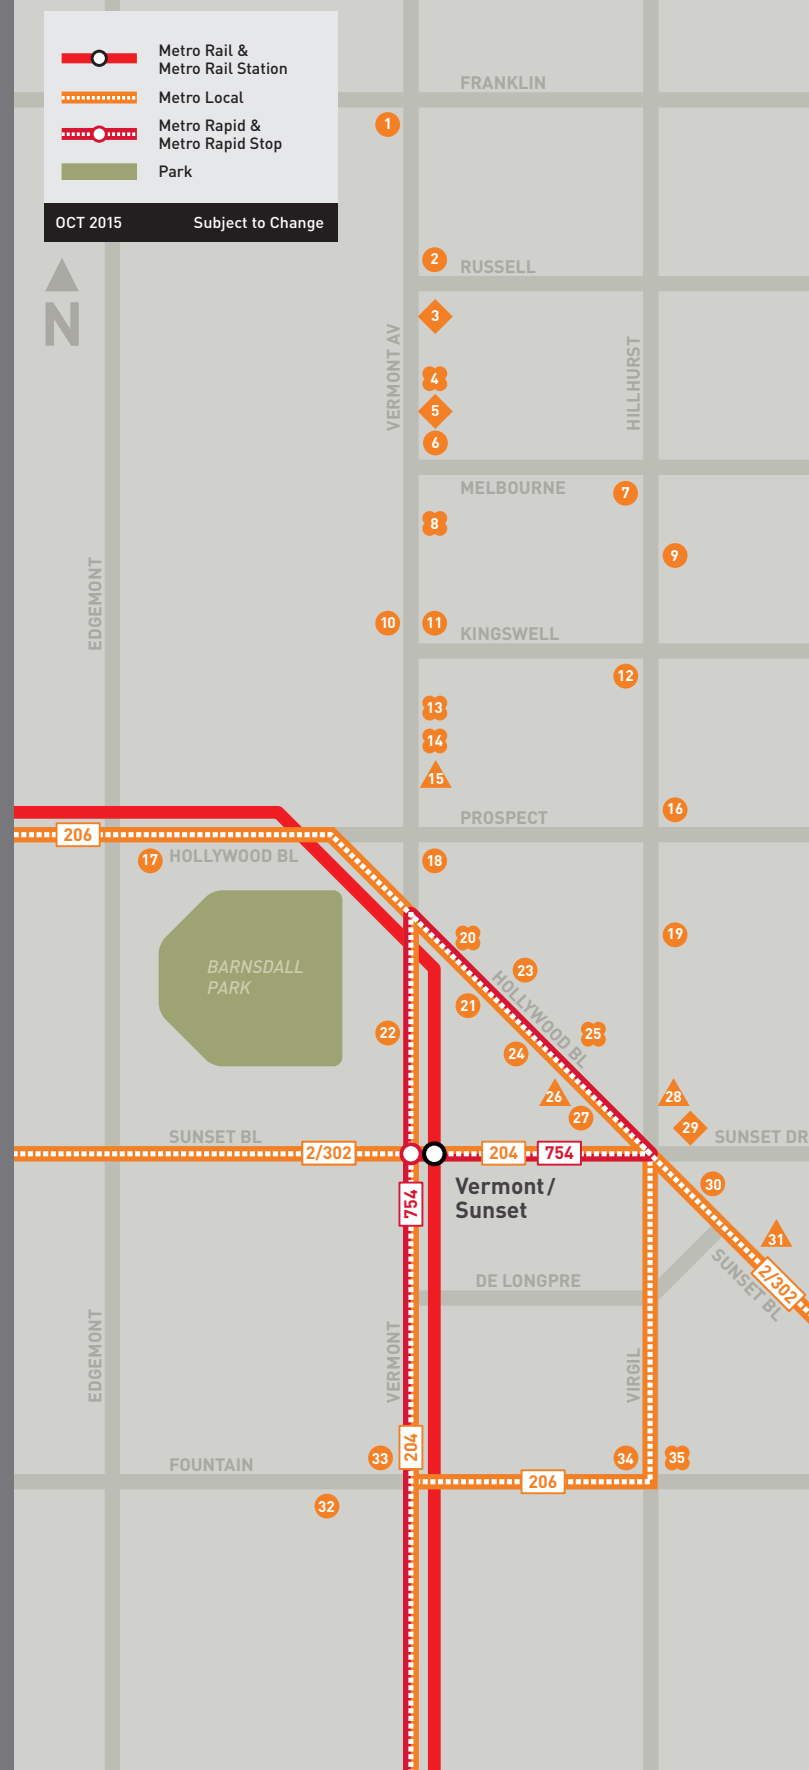 Metro Rail &
Metro Rail Station
Metro Local
Metro Rapid &
Metro Rapid Stop
Park
OCT 2015 Subject to Change
N
FRANKLIN
1
2
RUSSELL
3
VERMONT AV
HILLHURST
4
5
6
MELBOURNE
7
8
9
EDGEMONT
10
11
KINGSWELL
12
13
14
15
16
PROSPECT
206
17
HOLLYWOOD BL
18
19
20
BARNSDALL
PARK
23
HOLLYWOOD BL
21
22
24
25
26
27
28
29
SUNSET BL
SUNSET DR
2/302
204
754
Vermont/
Sunset
754
30
31
SUNSET BL
2/302
DE LONGPRE
EDGEMONT
VERMONT
VIRGIL
204
FOUNTAIN
33
34
35
206
32